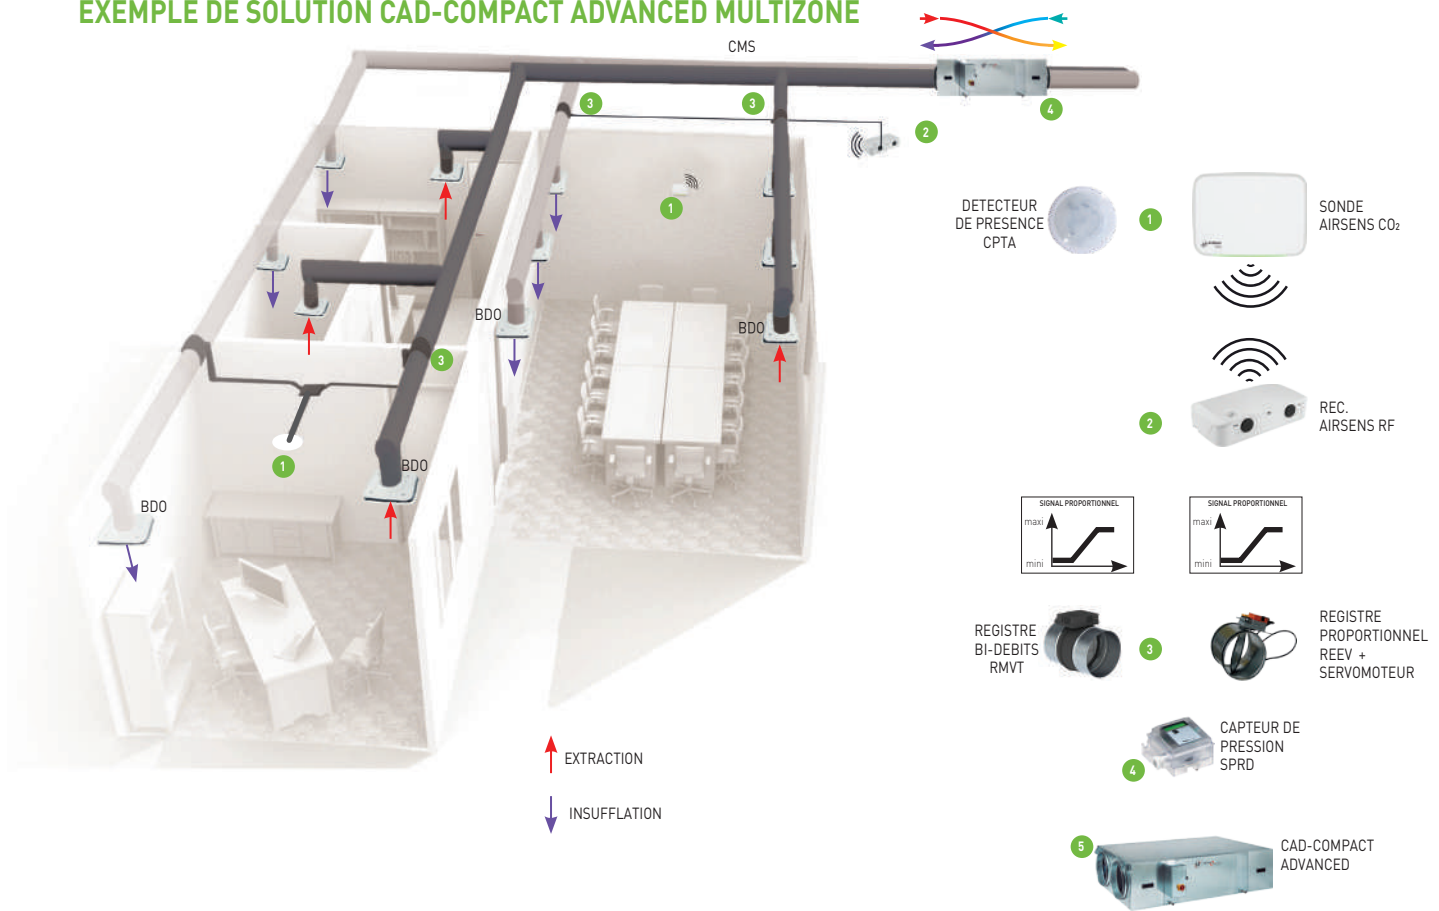 EXEMPLE DE SOLUTION CAD-COMPACT ADVANCED MULTIZONE
CMS
3
3
4
2
1
BDO
BDO
3
BDO
1
BDO
DETECTEUR
DE PRESENCE
CPTA
1
SONDE
AIRSENS CO₂
2
REC.
AIRSENS RF
SIGNAL PROPORTIONNEL
maxi
mini
SIGNAL PROPORTIONNEL
maxi
mini
REGISTRE
BI-DEBITS
RMVT
3
REGISTRE
PROPORTIONNEL
REEV +
SERVOMOTEUR
EXTRACTION
INSUFFLATION
4
CAPTEUR DE
PRESSION
SPRD
5
CAD-COMPACT
ADVANCED